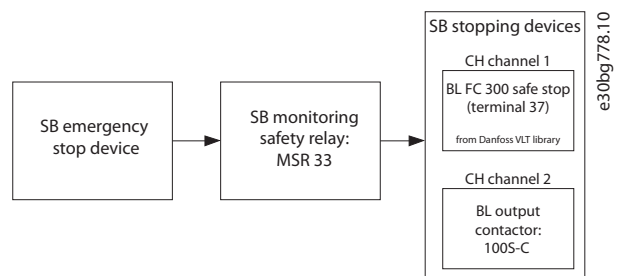 SB emergency
stop device
SB monitoring
safety relay:
MSR 33
SB stopping devices
CH channel 1
BL FC 300 safe stop
(terminal 37)
from Danfoss VLT library
CH channel 2
BL output
contactor:
100S-C
e30bg778.10